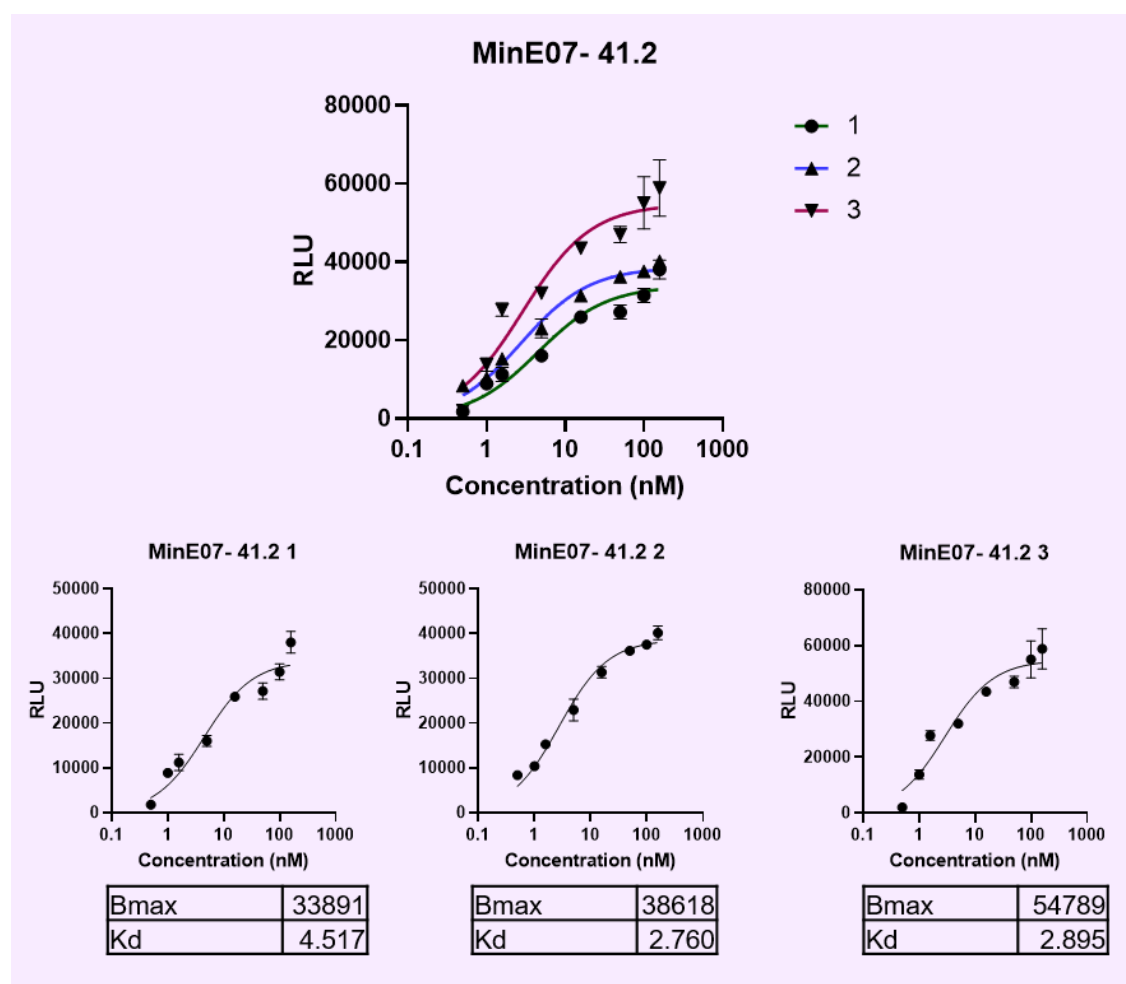 MinE07- 41.2
80000
60000
40000
20000
0
RLU
0.1 1 10 100 1000
Concentration (nM)
1
2
3
MinE07- 41.2 1
50000
40000
30000
20000
10000
0
RLU
0.1 1 10 100 1000
Concentration (nM)
Bmax 33891
Kd 4.517
MinE07- 41.2 2
50000
40000
30000
20000
10000
0
RLU
0.1 1 10 100 1000
Concentration (nM)
Bmax 38618
Kd 2.760
MinE07- 41.2 3
80000
60000
40000
20000
0
RLU
0.1 1 10 100 1000
Concentration (nM)
Bmax 54789
Kd 2.895